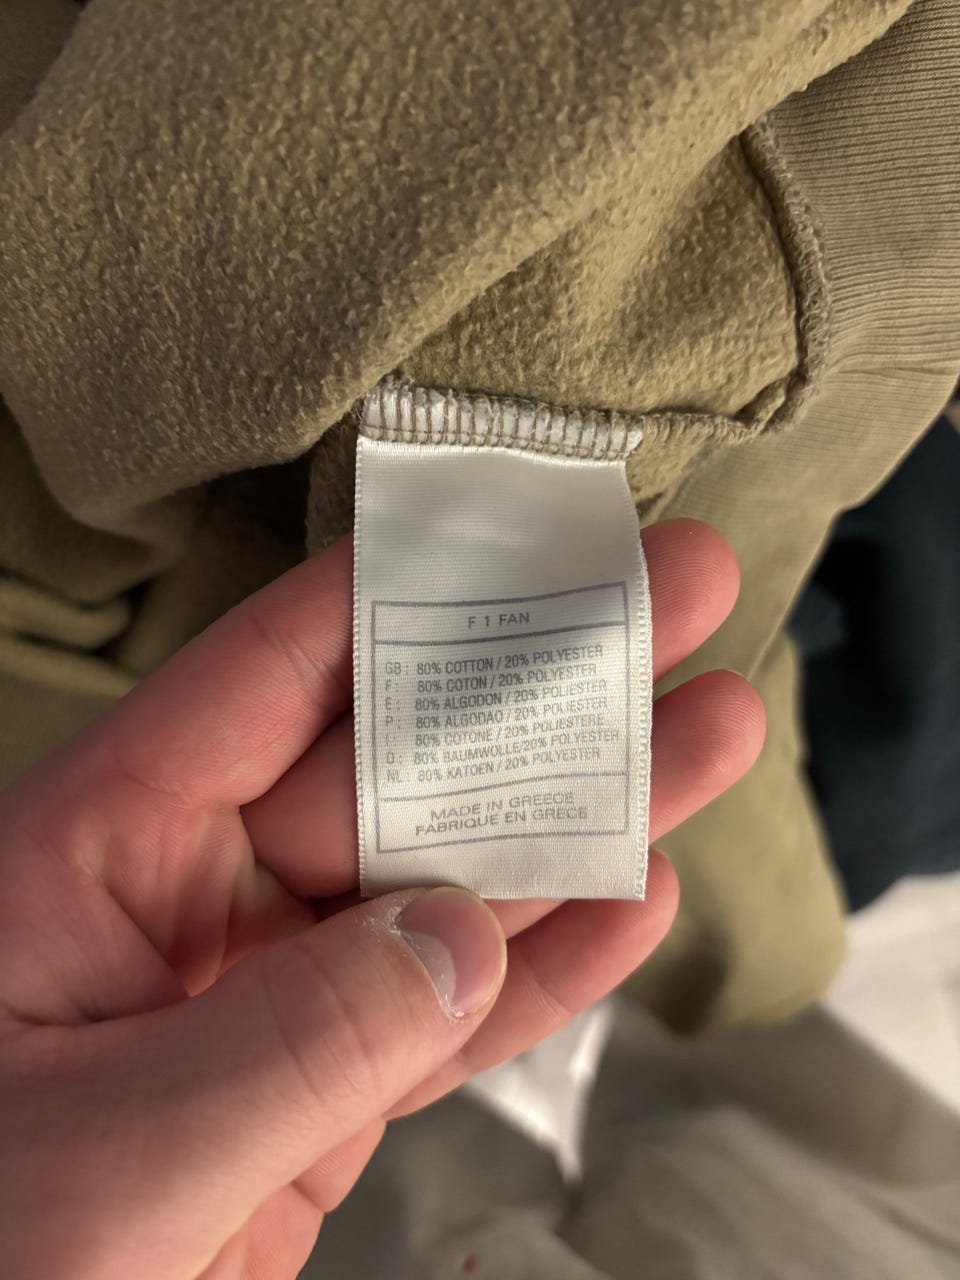 F 1 FAN
GB : 80% COTTON / 20% POLYESTER
F : 80% COTON / 20% POLYESTER
E : 80% ALGODON / 20% POLIESTER
P : 80% ALGODAO / 20% POLIESTER
80% COTONE / 20% POLIESTERE
D : 80% BAUMWOLLE/20% POLYESTER
NL : 80% KATOEN / 20% POLYESTER
MADE IN GREECE
FABRIQUE EN GRECE